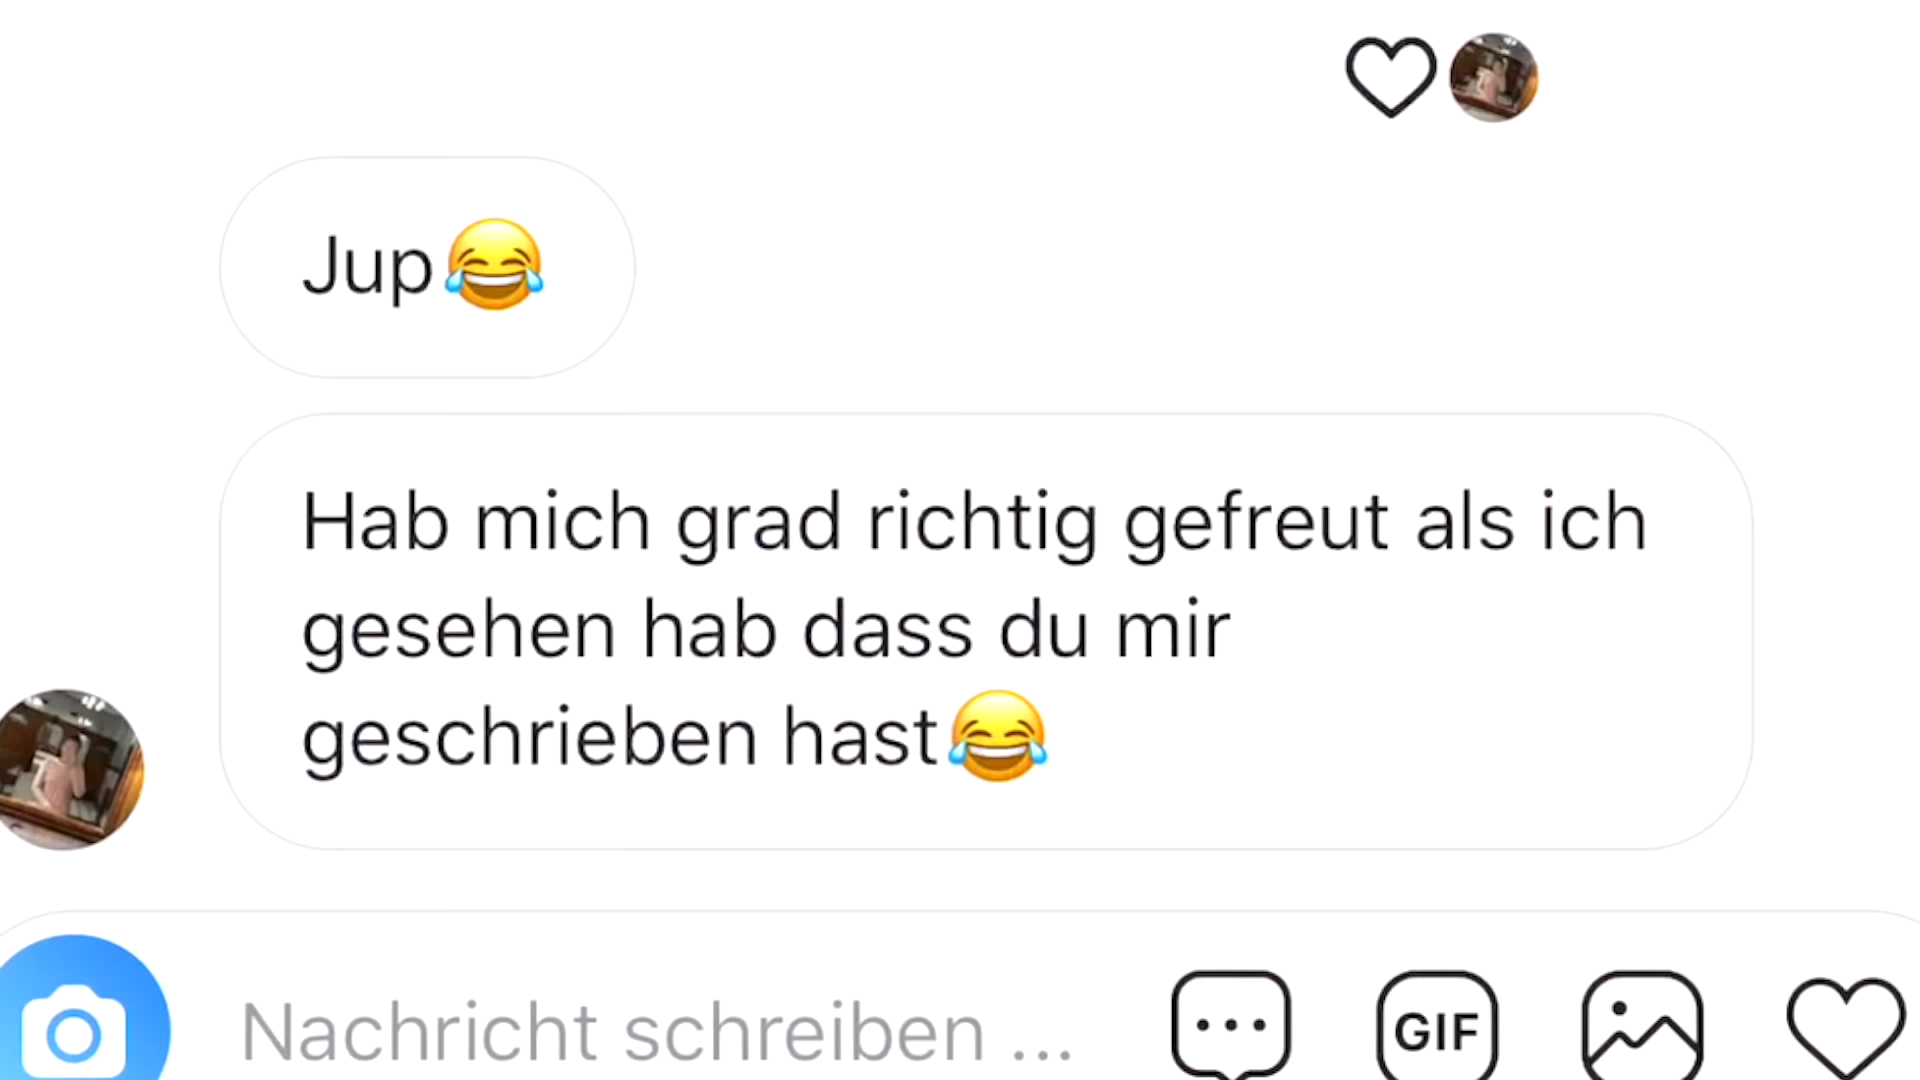 Jup😂
Hab mich grad richtig gefreut als ich
gesehen hab dass du mir
geschrieben hast😂
Nachricht schreiben ...
GIF